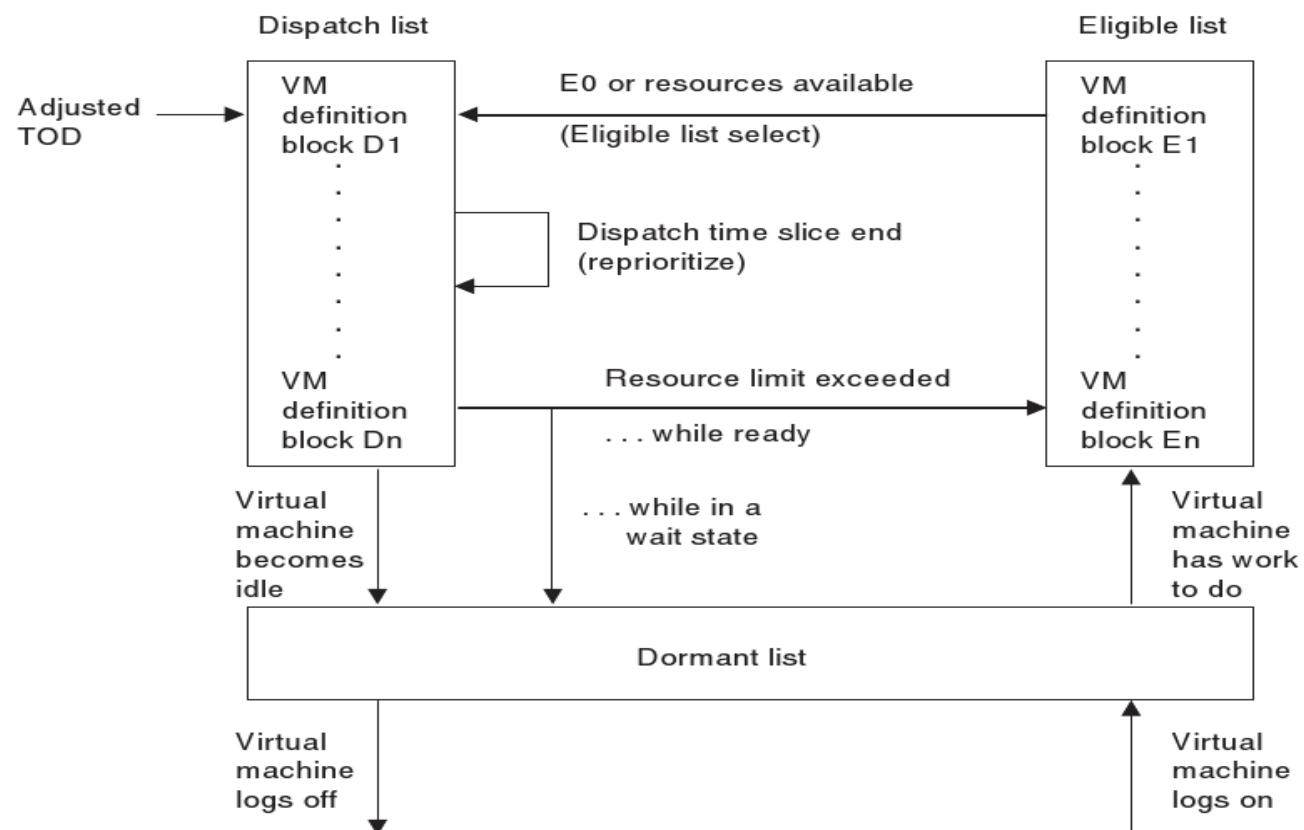 Dispatch list
Eligible list
Adjusted
TOD
VM
definition
block D1
E0 or resources available
(Eligible list select)
VM
definition
block E1
Dispatch time slice end
(reprioritize)
VM
definition
block Dn
Resource limit exceeded
. . . while ready
VM
definition
block En
Virtual
machine
becomes
idle
. . . while in a
wait state
Virtual
machine
has work
to do
Dormant list
Virtual
machine
logs off
Virtual
machine
logs on